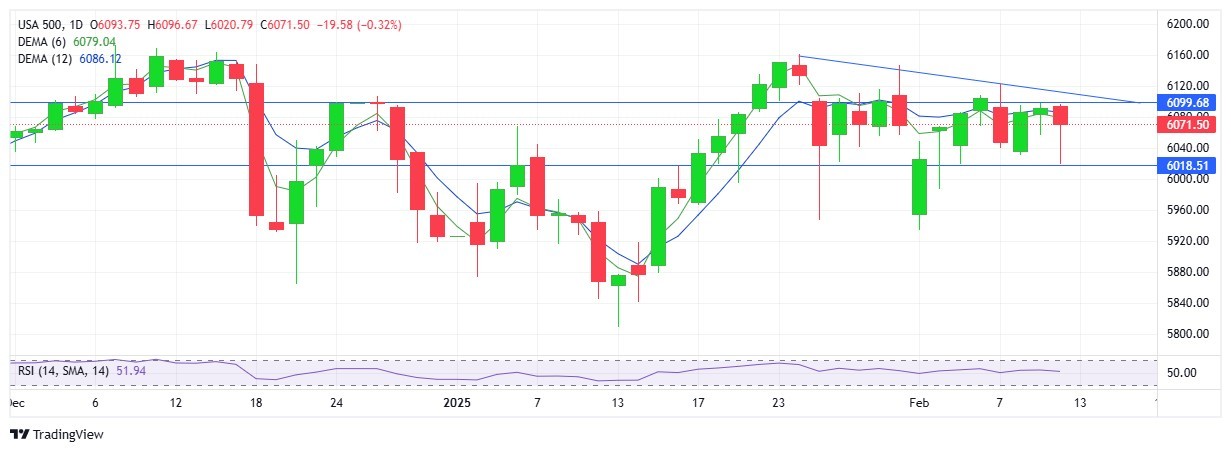 USA 500, 1D O6093.75 H6096.67 L6020.79 C6071.50 −19.58 (−0.32%)
DEMA (6) 6079.04
DEMA (12) 6086.12
6200.00
6160.00
6120.00
6099.68
6071.50
6040.00
6018.51
6000.00
5960.00
5920.00
5880.00
5840.00
5800.00
RSI (14, SMA, 14) 51.94
50.00
Dec 6 12 18 24 2025 7 13 17 23 Feb 7 13
TradingView